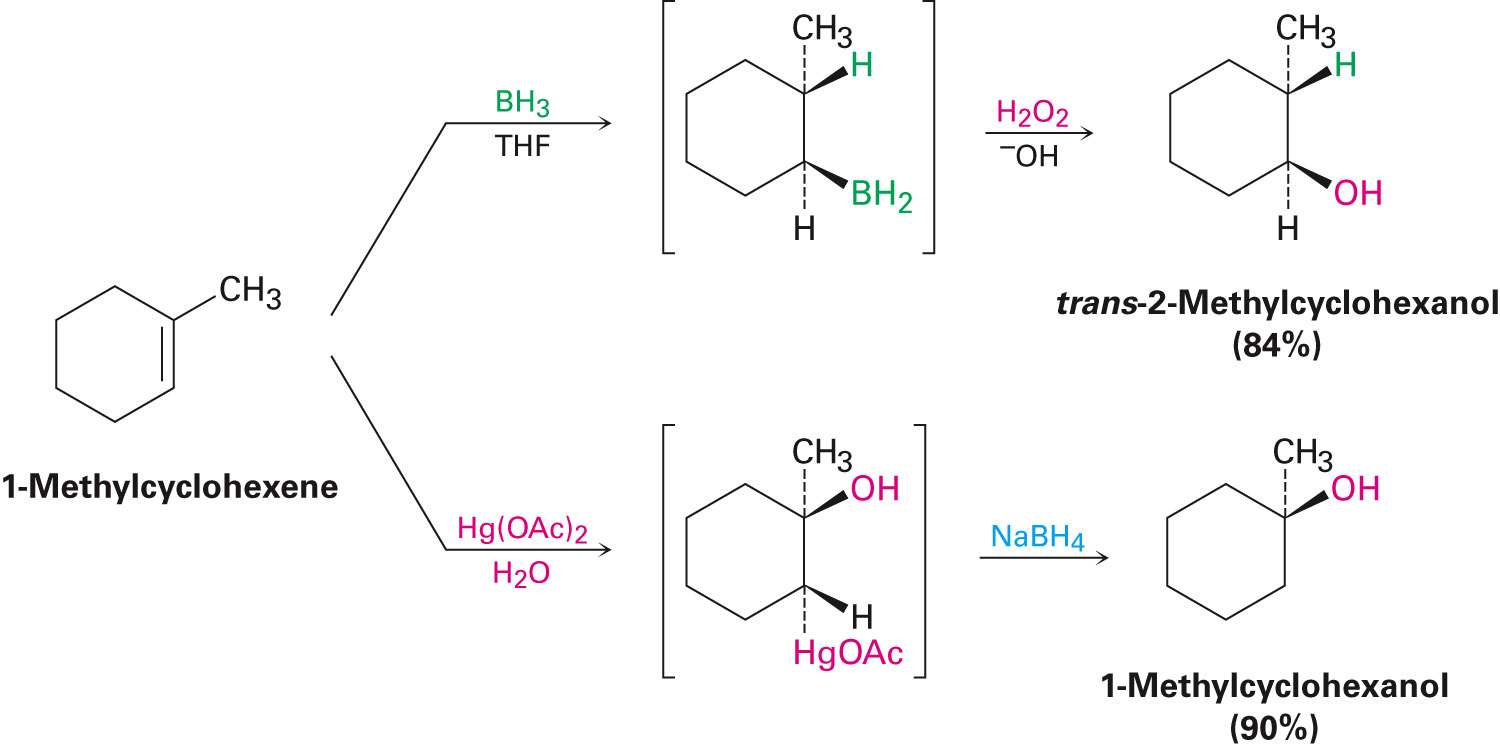 BH₃
THF
CH₃
H
BH₂
H
H₂O₂
⁻OH
CH₃
H
OH
H
trans-2-Methylcyclohexanol
(84%)
CH₃
1-Methylcyclohexene
Hg(OAc)₂
H₂O
CH₃
OH
H
HgOAc
NaBH₄
CH₃
OH
1-Methylcyclohexanol
(90%)